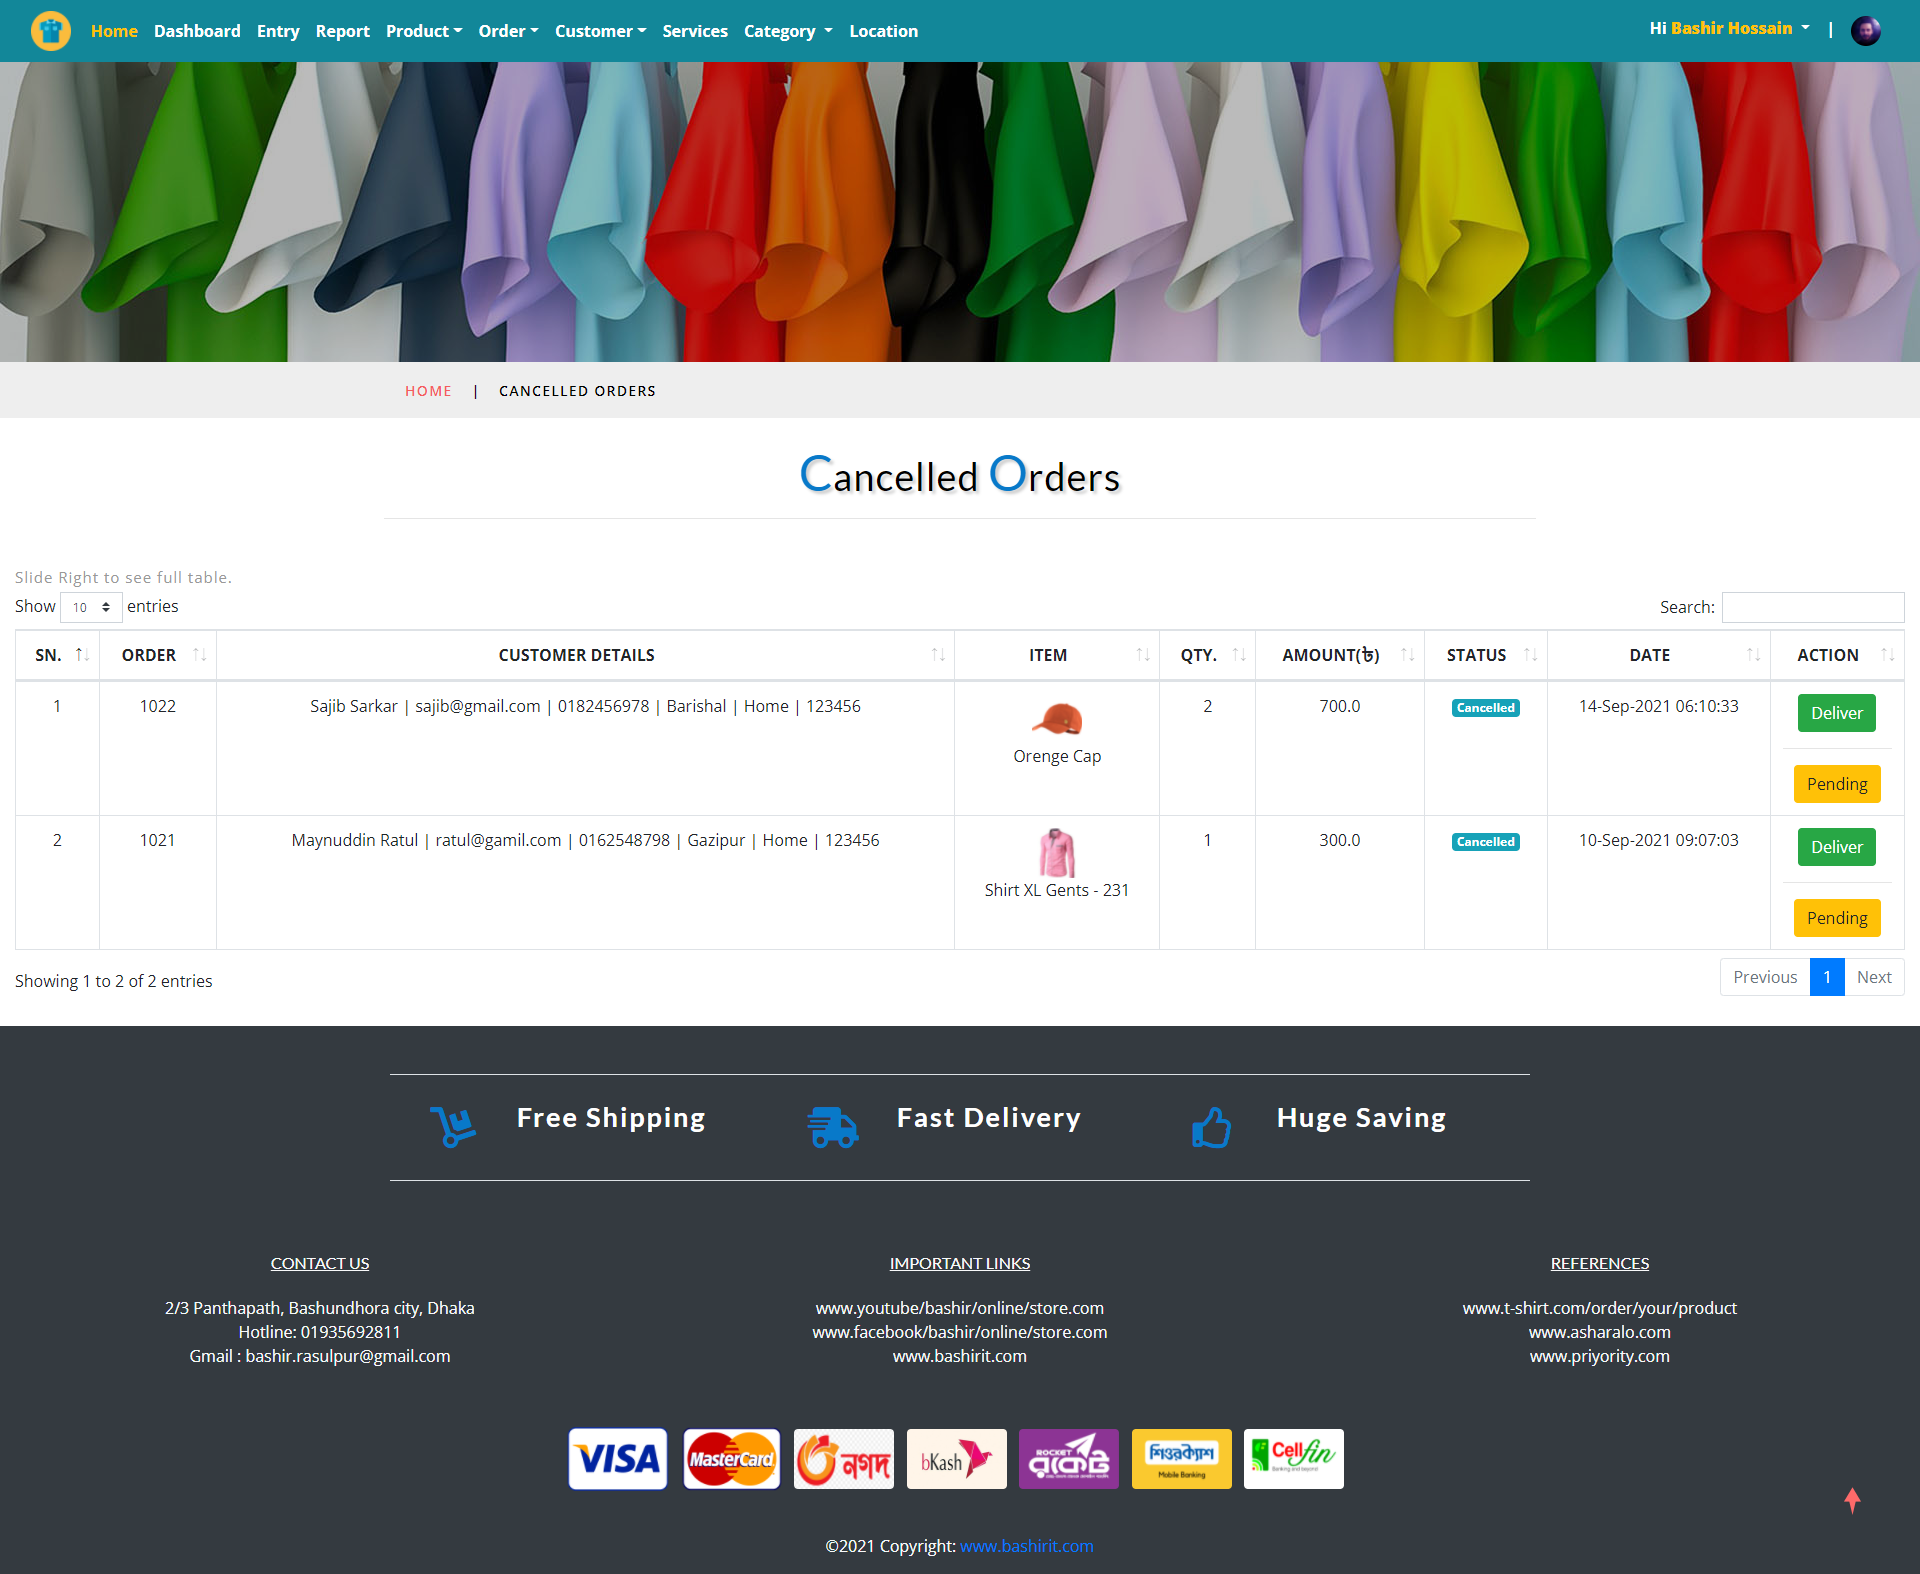 Home Dashboard Entry Report Product Order Customer Services Category Location Hi Bashir Hossain |
HOME | CANCELLED ORDERS
Cancelled Orders
Slide Right to see full table.
Show 10 entries Search:
SN. ORDER CUSTOMER DETAILS ITEM QTY. AMOUNT(৳) STATUS DATE ACTION
1 1022 Sajib Sarkar | sajib@gmail.com | 0182456978 | Barishal | Home | 123456 Orenge Cap 2 700.0 Cancelled 14-Sep-2021 06:10:33 Deliver
Pending
2 1021 Maynuddin Ratul | ratul@gamil.com | 0162548798 | Gazipur | Home | 123456 Shirt XL Gents - 231 1 300.0 Cancelled 10-Sep-2021 09:07:03 Deliver
Pending
Showing 1 to 2 of 2 entries Previous 1 Next
Free Shipping Fast Delivery Huge Saving
CONTACT US
2/3 Panthapath, Bashundhora city, Dhaka
Hotline: 01935692811
Gmail : bashir.rasulpur@gmail.com
IMPORTANT LINKS
www.youtube/bashir/online/store.com
www.facebook/bashir/online/store.com
www.bashirit.com
REFERENCES
www.t-shirt.com/order/your/product
www.asharalo.com
www.priyority.com
VISA MasterCard নগদ bKash ROCKET রকেট শিওরক্যাশ Mobile Banking Cellfin Banking and beyond
©2021 Copyright: www.bashirit.com